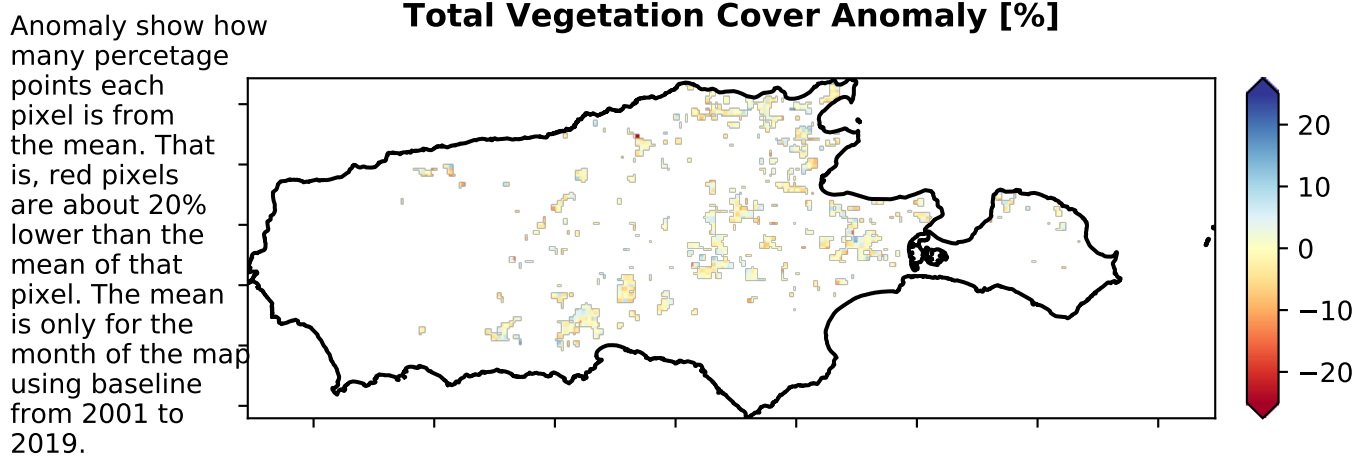 Total Vegetation Cover Anomaly [%]
Anomaly show how
many percetage
points each
pixel is from
the mean. That
is, red pixels
are about 20%
lower than the
mean of that
pixel. The mean
is only for the
month of the map
using baseline
from 2001 to
2019.
20
10
0
−10
−20